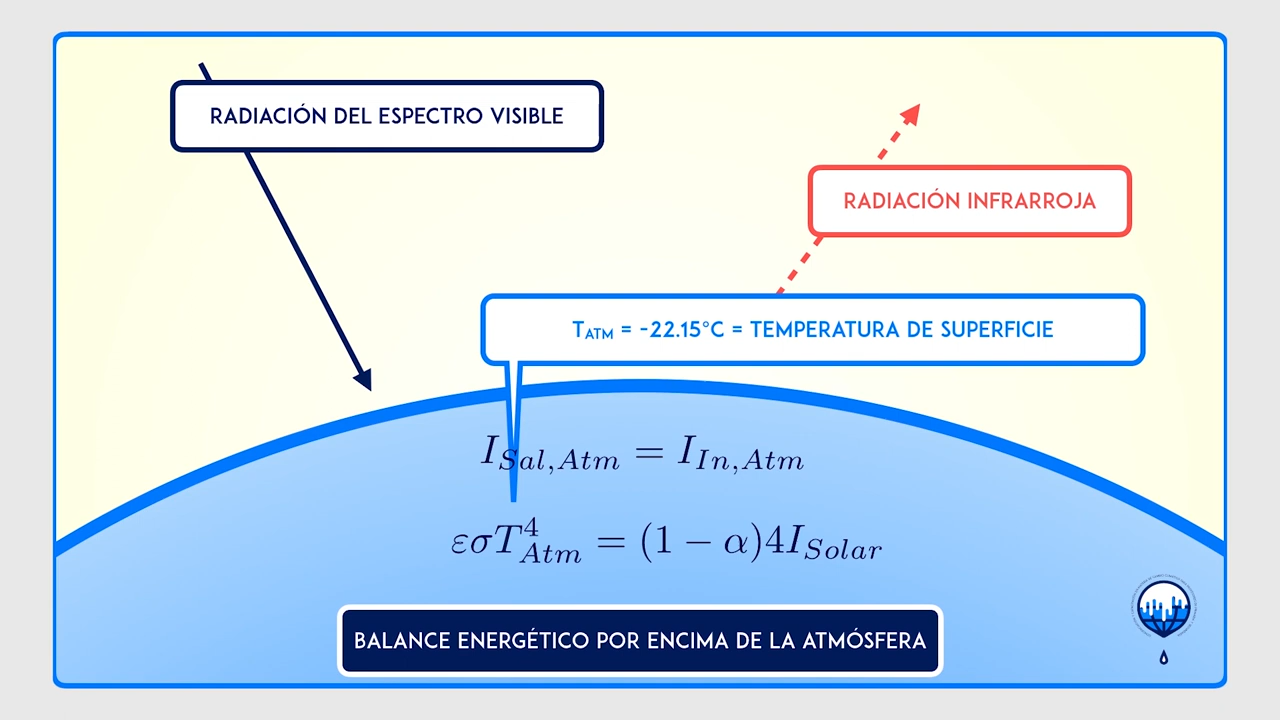 RADIACIÓN DEL ESPECTRO VISIBLE
RADIACIÓN INFRARROJA
T_ATM = -22.15°C = TEMPERATURA DE SUPERFICIE
I_{Sal,Atm} = I_{In,Atm}
εσT^4_{Atm} = (1 − α)4I_{Solar}
BALANCE ENERGÉTICO POR ENCIMA DE LA ATMÓSFERA